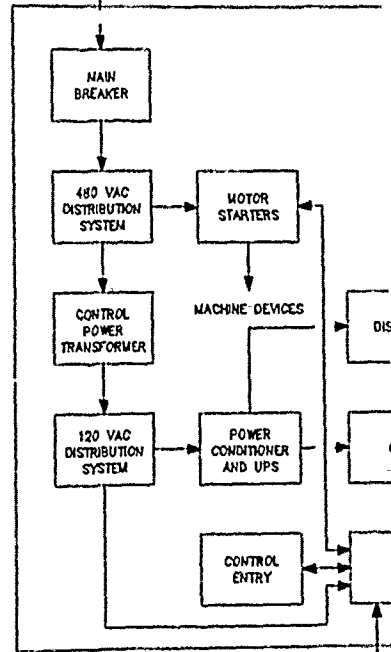 MAIN
BREAKER
480 VAC
DISTRIBUTION
SYSTEM
MOTOR
STARTERS
CONTROL
POWER
TRANSFORMER
MACHINE DEVICES
DIS
120 VAC
DISTRIBUTION
SYSTEM
POWER
CONDITIONER
AND UPS
CONTROL
ENTRY